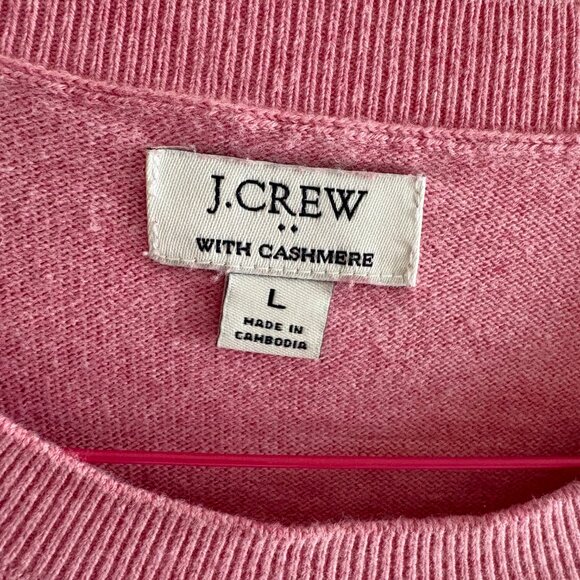 J.CREW
WITH CASHMERE
L
MADE IN
CAMBODIA